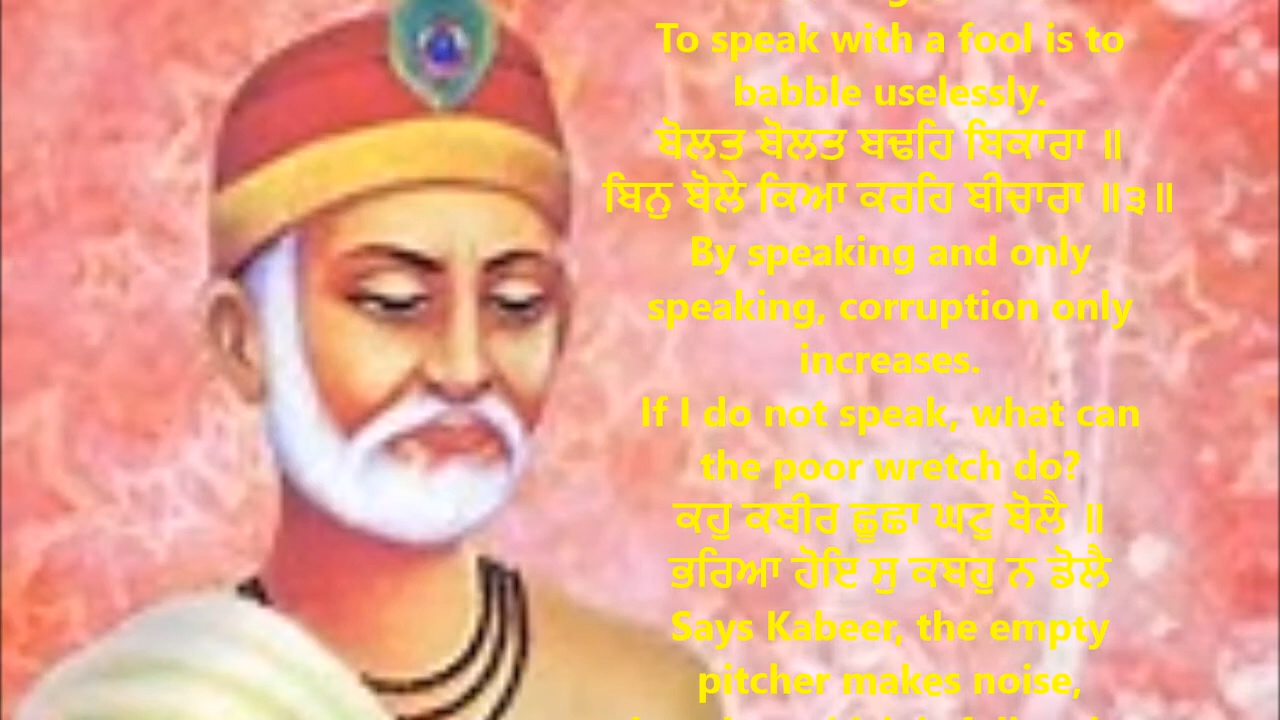 To speak with a fool is to
babble uselessly.
ਬੋਲਤ ਬੋਲਤ ਬਢਹਿ ਬਿਕਾਰਾ ॥
ਬਿਨੁ ਬੋਲੇ ਕਿਆ ਕਰਹਿ ਬੀਚਾਰਾ ॥੩॥
By speaking and only
speaking, corruption only
increases.
If I do not speak, what can
the poor wretch do?
ਕਹੁ ਕਬੀਰ ਛੂਛਾ ਘਟੁ ਬੋਲੈ ॥
ਭਰਿਆ ਹੋਇ ਸੁ ਕਬਹੁ ਨ ਡੋਲੈ
Says Kabeer, the empty
pitcher makes noise,